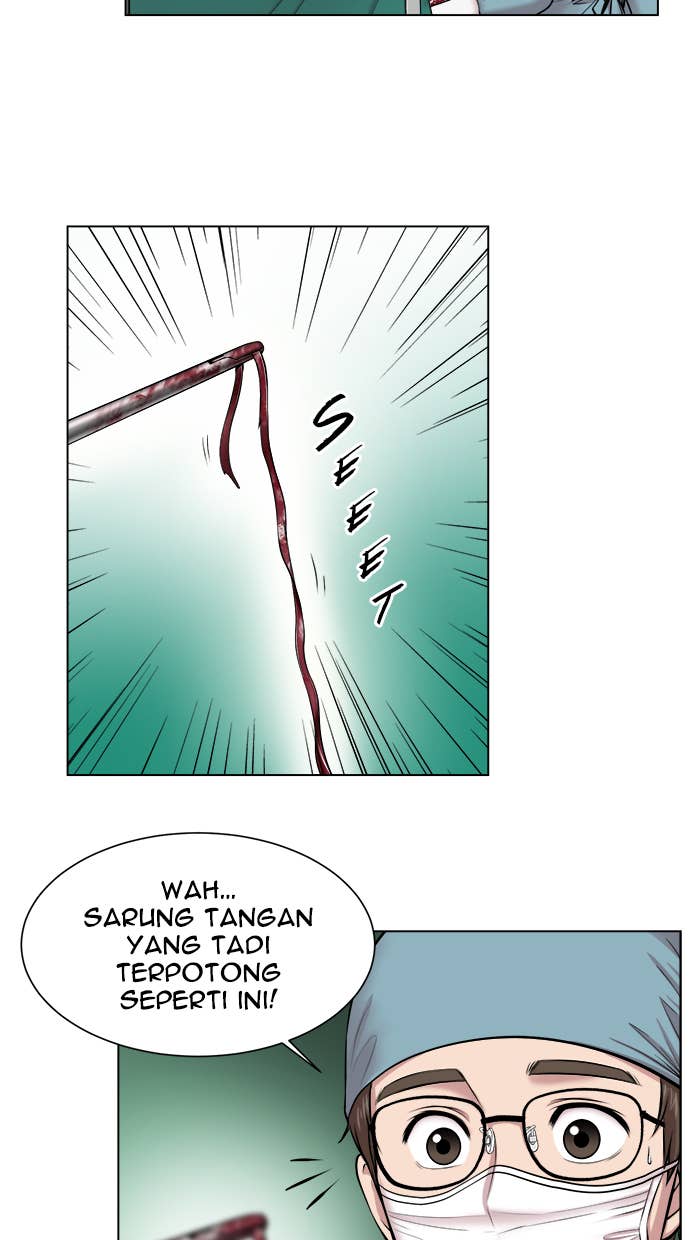 SEEET
WAH...
SARUNG TANGAN
YANG TADI
TERPOTONG
SEPERTI INI!